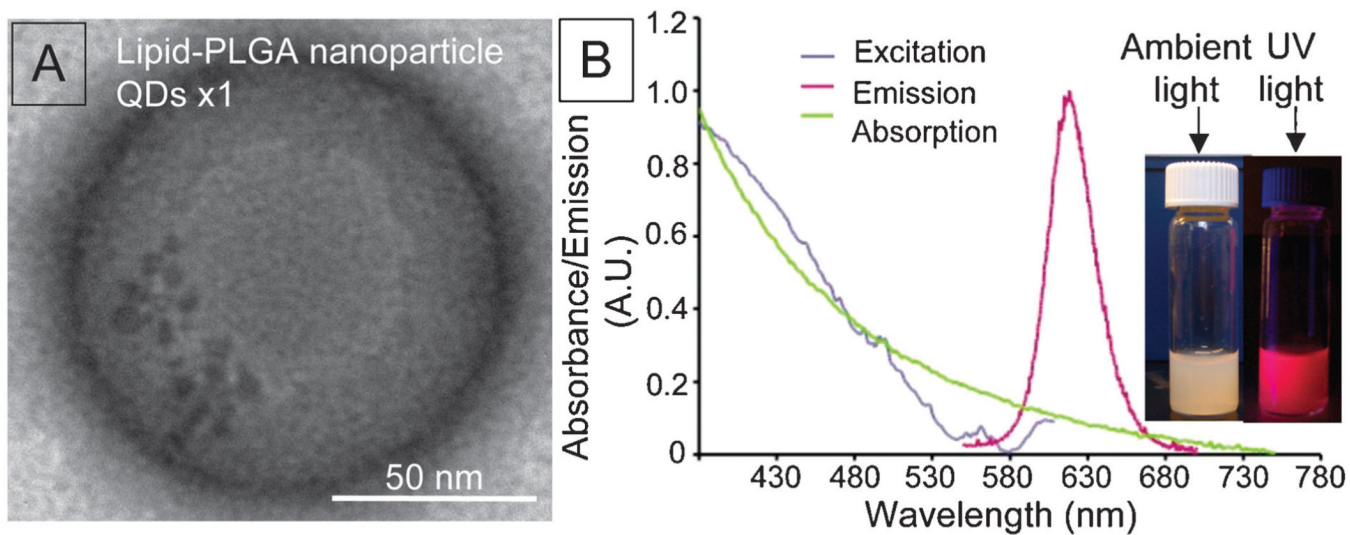 A
Lipid-PLGA nanoparticle
QDs x1
50 nm
B
Absorbance/Emission
(A.U.)
1.2
1.0
0.8
0.6
0.4
0.2
0
Excitation
Emission
Absorption
Ambient UV
light light
430 480 530 580 630 680 730 780
Wavelength (nm)